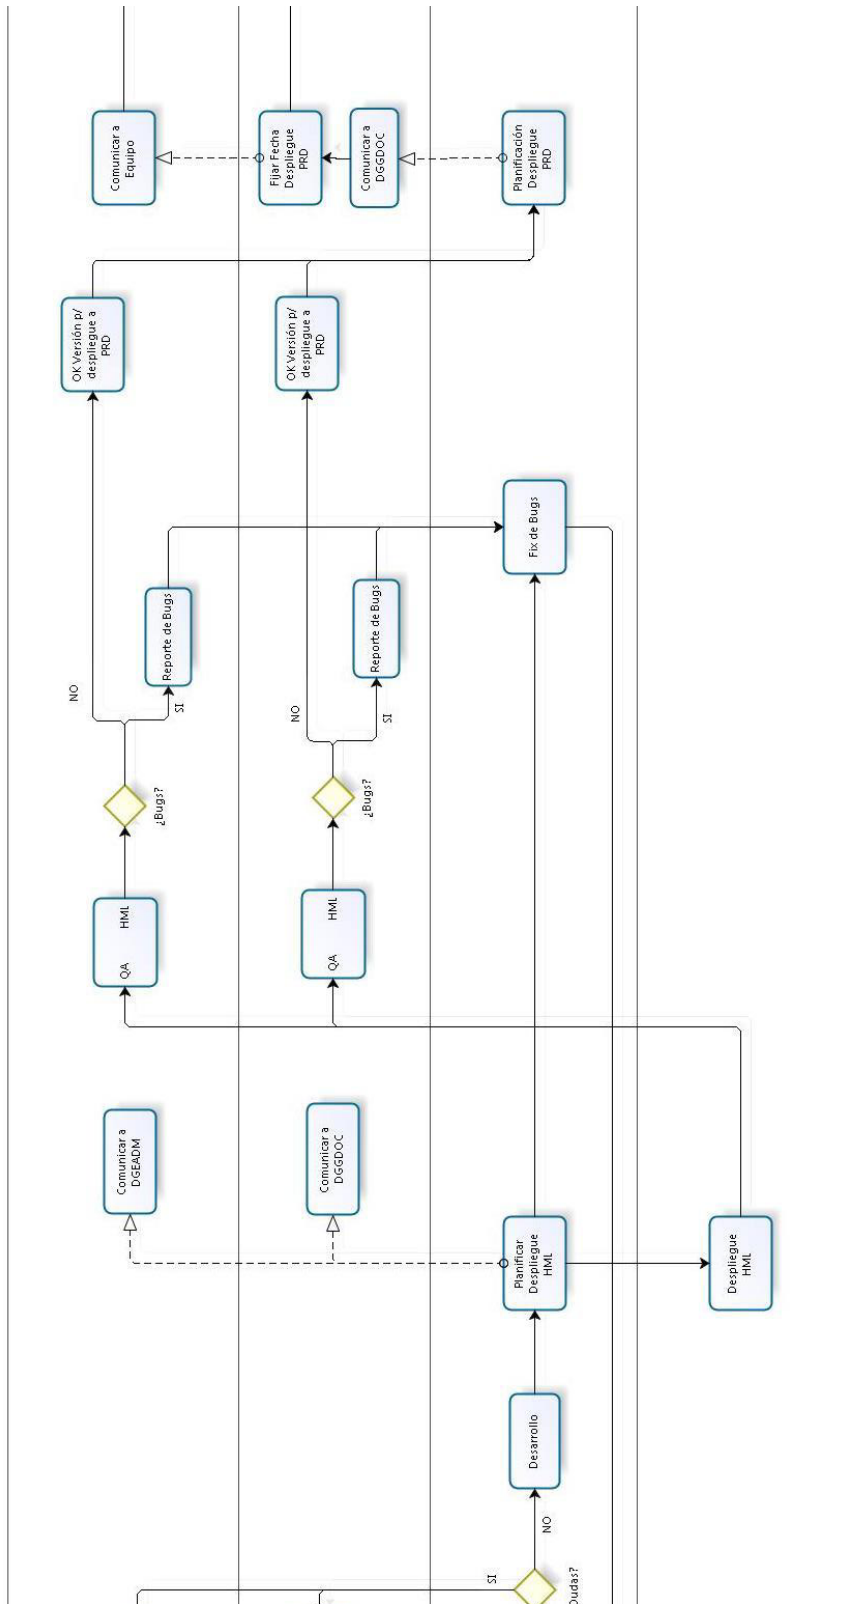 Comunicar a
DGEADM
QA HML
¿Bugs?
NO
SI
Reporte de Bugs
OK Versión p/
despliegue a
PRD
Comunicar a
Equipo
Comunicar a
DGGDOC
QA HML
¿Bugs?
NO
SI
Reporte de Bugs
OK Versión p/
despliegue a
PRD
Fijar Fecha
Despliegue
PRD
Comunicar a
DGGDOC
SI
Dudas?
NO
Desarrollo
Planificar
Despliegue
HML
Fix de Bugs
Planificación
Despliegue
PRD
Despliegue
HML